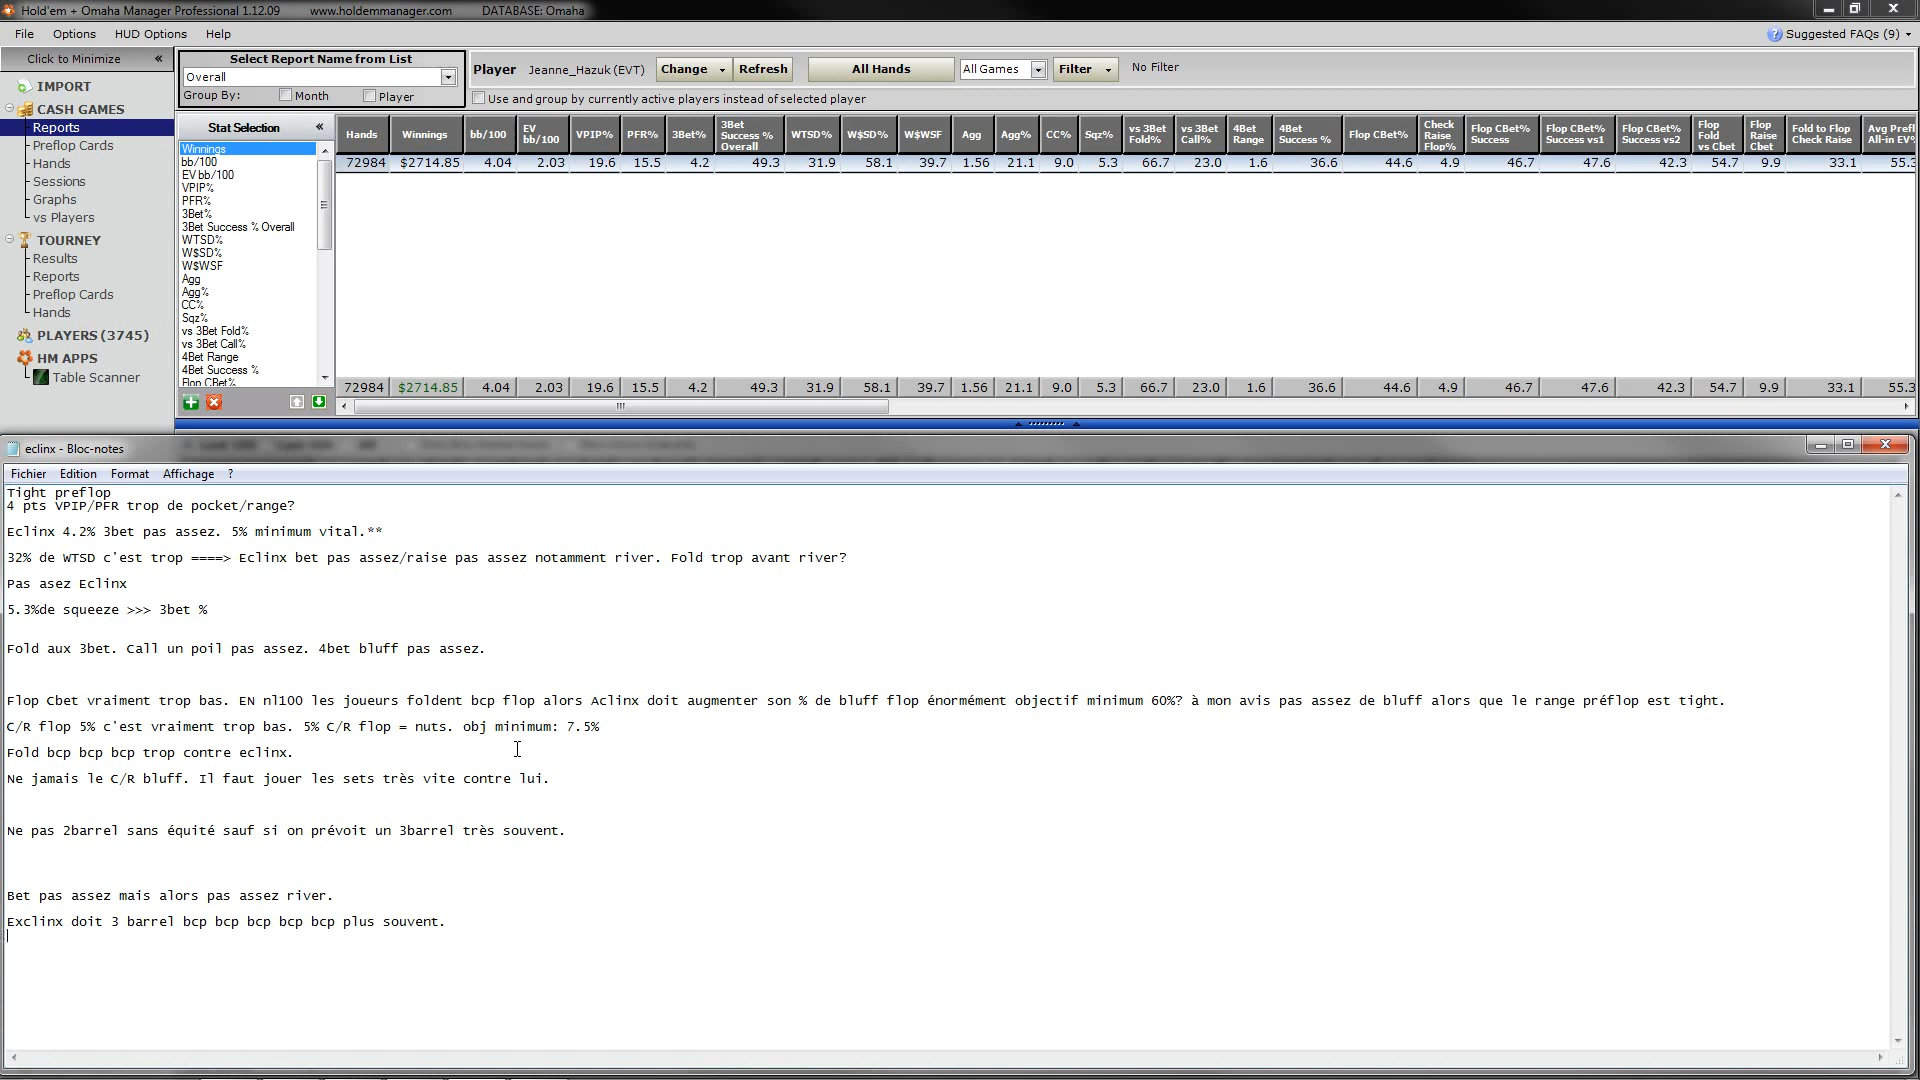 Hold'em + Omaha Manager Professional 1.12.09 www.holdemmanager.com DATABASE: Omaha
File Options HUD Options Help Suggested FAQs (9)
Click to Minimize «
IMPORT
CASH GAMES
Reports
Preflop Cards
Hands
Sessions
Graphs
vs Players
TOURNEY
Results
Reports
Preflop Cards
Hands
PLAYERS (3745)
HM APPS
Table Scanner
Select Report Name from List
Overall
Group By: Month Player
Player Jeanne_Hazuk (EVT) Change Refresh All Hands All Games Filter No Filter
Use and group by currently active players instead of selected player
Stat Selection «
Winnings
bb/100
EV bb/100
VPIP%
PFR%
3Bet%
3Bet Success % Overall
WTSD%
W$SD%
W$WSF
Agg
Agg%
CC%
Sqz%
vs 3Bet Fold%
vs 3Bet Call%
4Bet Range
4Bet Success %
Flop CBet%
Hands Winnings bb/100 EV bb/100 VPIP% PFR% 3Bet% 3Bet Success % Overall WTSD% W$SD% W$WSF Agg Agg% CC% Sqz% vs 3Bet Fold% vs 3Bet Call% 4Bet Range 4Bet Success % Flop CBet% Check Raise Flop% Flop CBet% Success Flop CBet% Success vs1 Flop CBet% Success vs2 Flop Fold vs Cbet Flop Raise Cbet Fold to Flop Check Raise Avg Prefl All-in EV%
72984 $2714.85 4.04 2.03 19.6 15.5 4.2 49.3 31.9 58.1 39.7 1.56 21.1 9.0 5.3 66.7 23.0 1.6 36.6 44.6 4.9 46.7 47.6 42.3 54.7 9.9 33.1 55.3
72984 $2714.85 4.04 2.03 19.6 15.5 4.2 49.3 31.9 58.1 39.7 1.56 21.1 9.0 5.3 66.7 23.0 1.6 36.6 44.6 4.9 46.7 47.6 42.3 54.7 9.9 33.1 55.3
eclinx - Bloc-notes
Fichier Edition Format Affichage ?
Tight preflop
4 pts VPIP/PFR trop de pocket/range?
Eclinx 4.2% 3bet pas assez. 5% minimum vital.**
32% de WTSD c'est trop ====> Eclinx bet pas assez/raise pas assez notamment river. Fold trop avant river?
Pas asez Eclinx
5.3%de squeeze >>> 3bet %
Fold aux 3bet. Call un poil pas assez. 4bet bluff pas assez.
Flop Cbet vraiment trop bas. EN nl100 les joueurs foldent bcp flop alors Aclinx doit augmenter son % de bluff flop énormément objectif minimum 60%? à mon avis pas assez de bluff alors que le range préflop est tight.
C/R flop 5% c'est vraiment trop bas. 5% C/R flop = nuts. obj minimum: 7.5%
Fold bcp bcp bcp trop contre eclinx.
Ne jamais le C/R bluff. Il faut jouer les sets très vite contre lui.
Ne pas 2barrel sans équité sauf si on prévoit un 3barrel très souvent.
Bet pas assez mais alors pas assez river.
Exclinx doit 3 barrel bcp bcp bcp bcp bcp plus souvent.